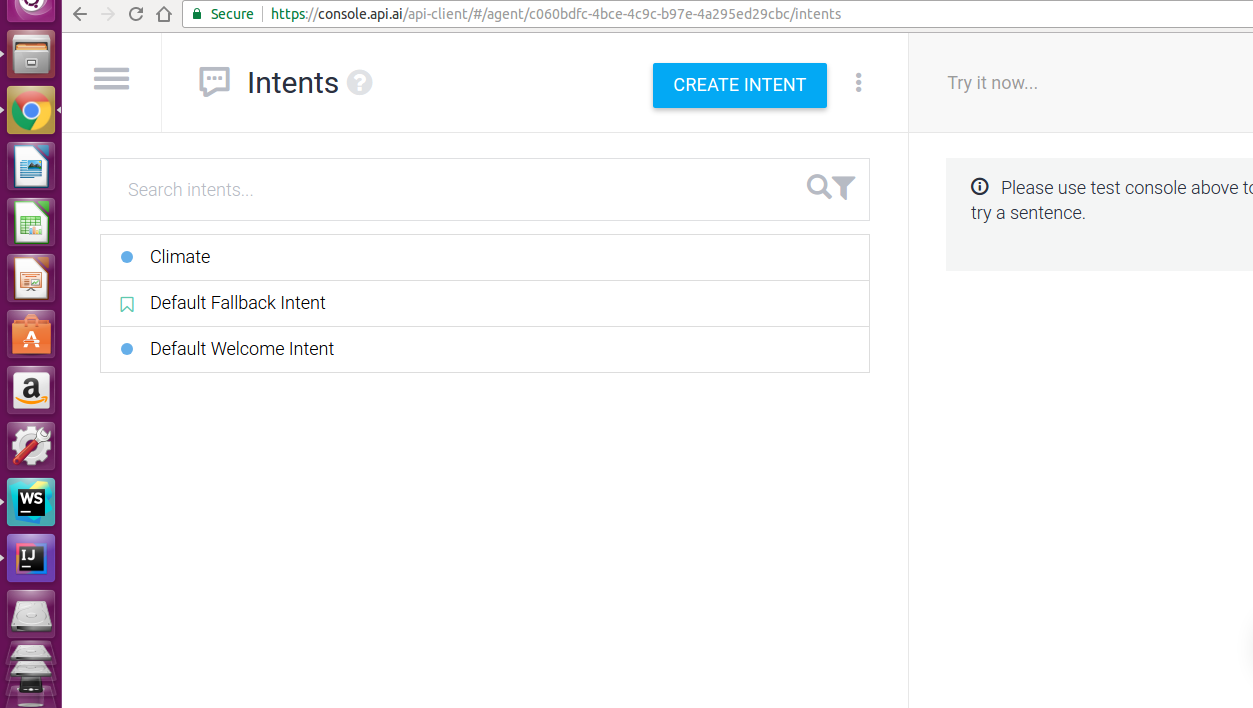 Secure https://console.api.ai/api-client/#/agent/c060bdfc-4bce-4c9c-b97e-4a295ed29cbc/intents
Intents ?
CREATE INTENT
Try it now...
Search intents...
Please use test console above to
try a sentence.
Climate
Default Fallback Intent
Default Welcome Intent
A
a
WS
IJ